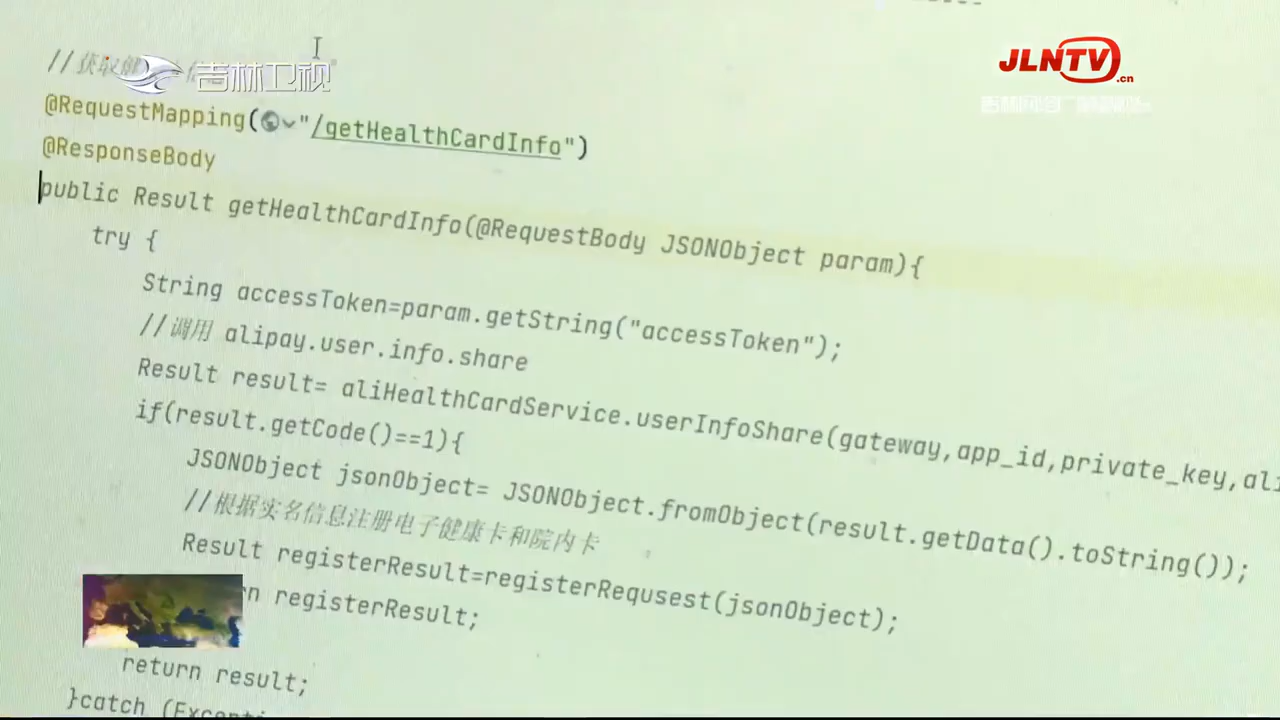 //获取
吉林卫视
JLNTV.cn
@RequestMapping("/getHealthCardInfo")
@ResponseBody
public Result getHealthCardInfo(@RequestBody JSONObject param){
try {
String accessToken=param.getString("accessToken");
//调用 alipay.user.info.share
Result result= aliHealthCardService.userInfoShare(gateway,app_id,private_key,ali
if(result.getCode()==1){
JSONObject jsonObject= JSONObject.fromObject(result.getData().toString());
//根据实名信息注册电子健康卡和院内卡
Result registerResult=registerRequsest(jsonObject);
rn registerResult;
return result;
}catch (Excepti